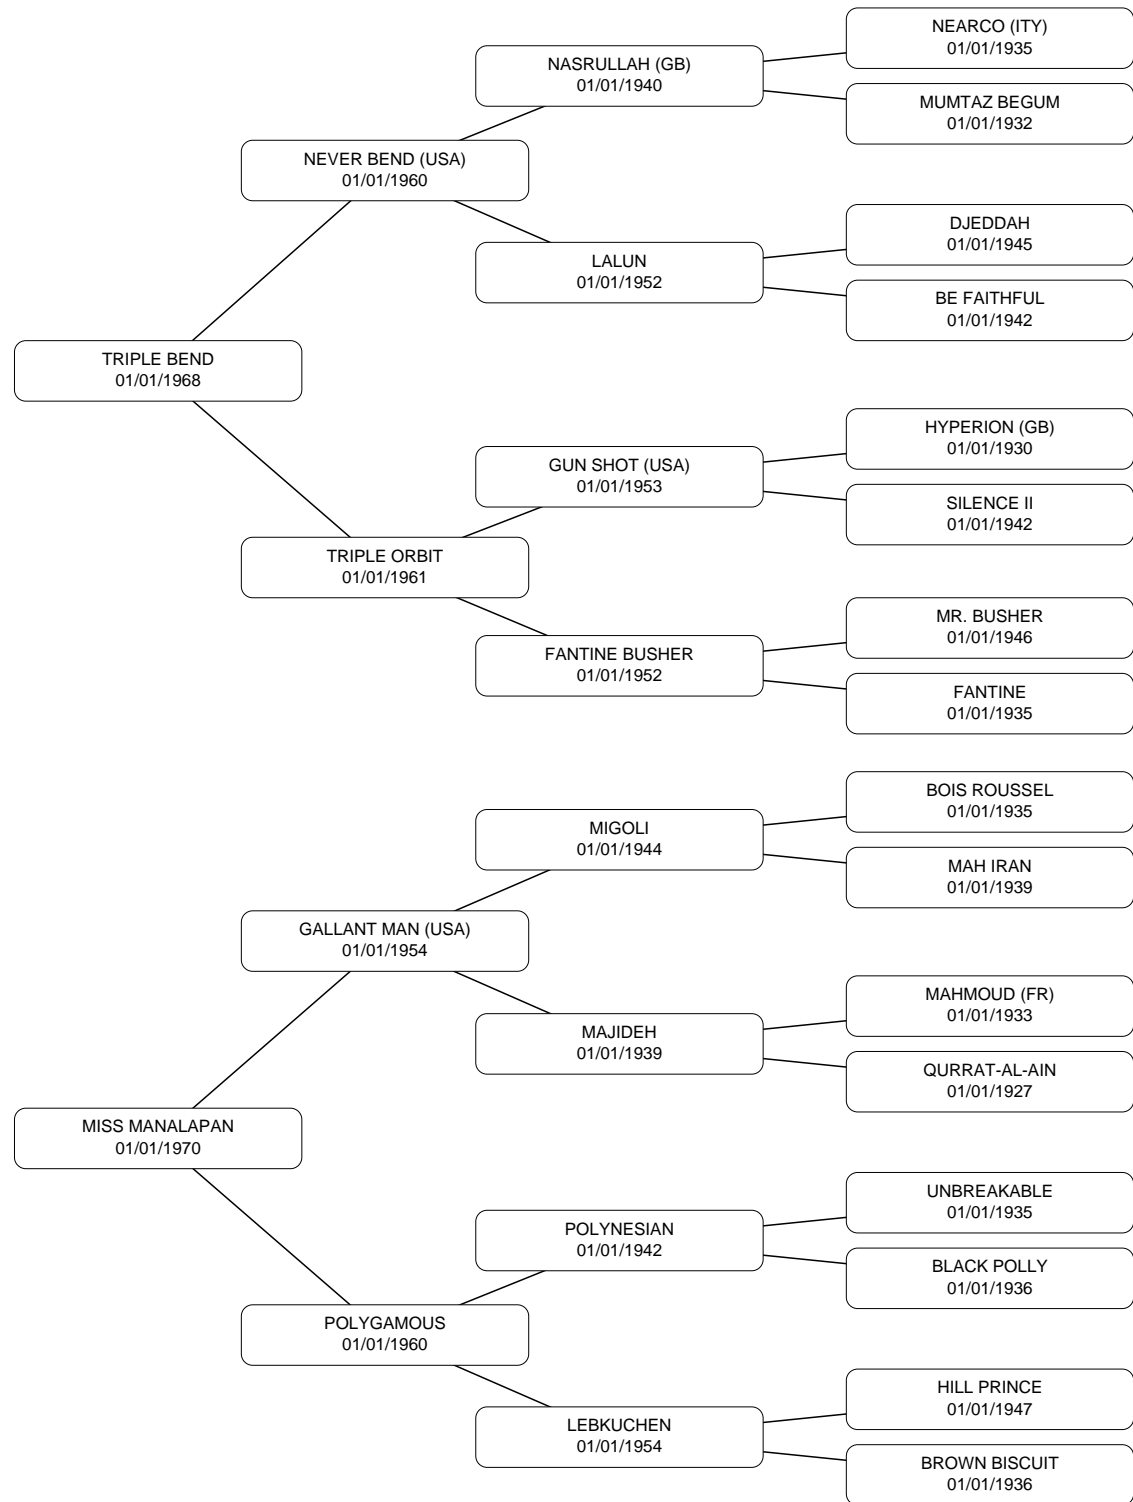 NEARCO (ITY)
01/01/1935
NASRULLAH (GB)
01/01/1940
MUMTAZ BEGUM
01/01/1932
NEVER BEND (USA)
01/01/1960
DJEDDAH
01/01/1945
LALUN
01/01/1952
BE FAITHFUL
01/01/1942
TRIPLE BEND
01/01/1968
HYPERION (GB)
01/01/1930
GUN SHOT (USA)
01/01/1953
SILENCE II
01/01/1942
TRIPLE ORBIT
01/01/1961
MR. BUSHER
01/01/1946
FANTINE BUSHER
01/01/1952
FANTINE
01/01/1935
BOIS ROUSSEL
01/01/1935
MIGOLI
01/01/1944
MAH IRAN
01/01/1939
GALLANT MAN (USA)
01/01/1954
MAHMOUD (FR)
01/01/1933
MAJIDEH
01/01/1939
QURRAT-AL-AIN
01/01/1927
MISS MANALAPAN
01/01/1970
UNBREAKABLE
01/01/1935
POLYNESIAN
01/01/1942
BLACK POLLY
01/01/1936
POLYGAMOUS
01/01/1960
HILL PRINCE
01/01/1947
LEBKUCHEN
01/01/1954
BROWN BISCUIT
01/01/1936